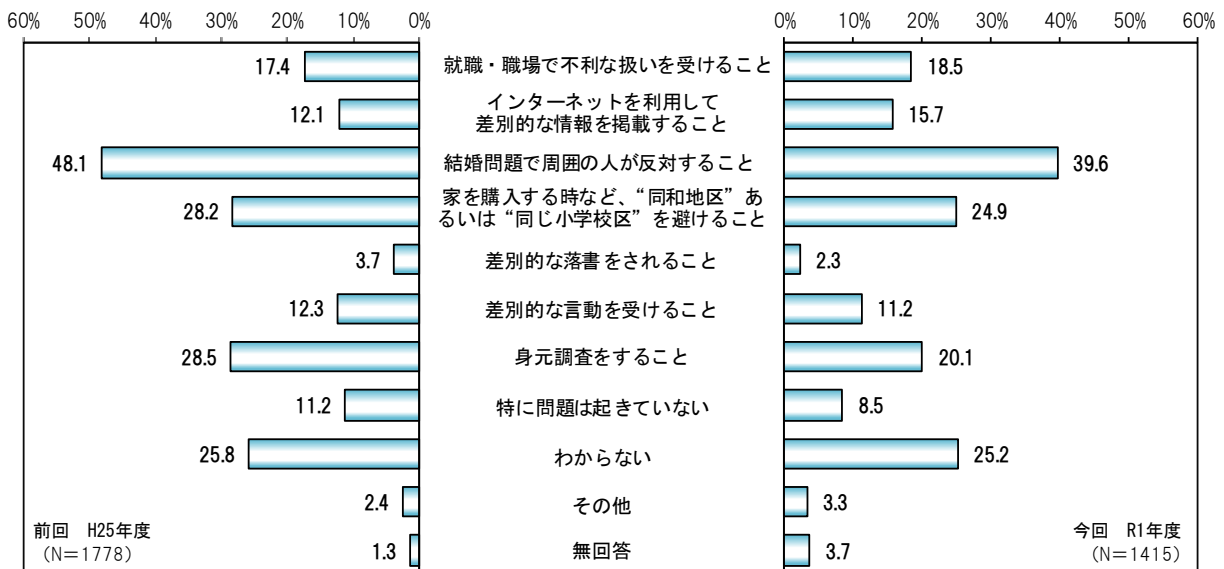 60% 50% 40% 30% 20% 10% 0% 0% 10% 20% 30% 40% 50% 60%
17.4 就職・職場で不利な扱いを受けること 18.5
12.1 インターネットを利用して
差別的な情報を掲載すること 15.7
48.1 結婚問題で周囲の人が反対すること 39.6
28.2 家を購入する時など、“同和地区”あ
るいは“同じ小学校区”を避けること 24.9
3.7 差別的な落書をされること 2.3
12.3 差別的な言動を受けること 11.2
28.5 身元調査をすること 20.1
11.2 特に問題は起きていない 8.5
25.8 わからない 25.2
2.4 その他 3.3
1.3 無回答 3.7
前回 H25年度
(N=1778)
今回 R1年度
(N=1415)